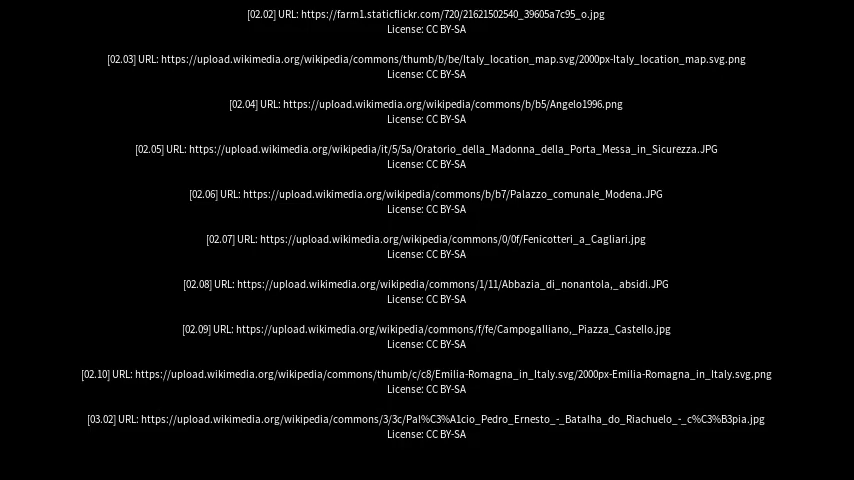 [02.02] URL: https://farm1.staticflickr.com/720/21621502540_39605a7c95_o.jpg
License: CC BY-SA
[02.03] URL: https://upload.wikimedia.org/wikipedia/commons/thumb/b/be/Italy_location_map.svg/2000px-Italy_location_map.svg.png
License: CC BY-SA
[02.04] URL: https://upload.wikimedia.org/wikipedia/commons/b/b5/Angelo1996.png
License: CC BY-SA
[02.05] URL: https://upload.wikimedia.org/wikipedia/it/5/5a/Oratorio_della_Madonna_della_Porta_Messa_in_Sicurezza.JPG
License: CC BY-SA
[02.06] URL: https://upload.wikimedia.org/wikipedia/commons/b/b7/Palazzo_comunale_Modena.JPG
License: CC BY-SA
[02.07] URL: https://upload.wikimedia.org/wikipedia/commons/0/0f/Fenicotteri_a_Cagliari.jpg
License: CC BY-SA
[02.08] URL: https://upload.wikimedia.org/wikipedia/commons/1/11/Abbazia_di_nonantola,_absidi.JPG
License: CC BY-SA
[02.09] URL: https://upload.wikimedia.org/wikipedia/commons/f/fe/Campogalliano,_Piazza_Castello.jpg
License: CC BY-SA
[02.10] URL: https://upload.wikimedia.org/wikipedia/commons/thumb/c/c8/Emilia-Romagna_in_Italy.svg/2000px-Emilia-Romagna_in_Italy.svg.png
License: CC BY-SA
[03.02] URL: https://upload.wikimedia.org/wikipedia/commons/3/3c/Pal%C3%A1cio_Pedro_Ernesto_-_Batalha_do_Riachuelo_-_c%C3%B3pia.jpg
License: CC BY-SA